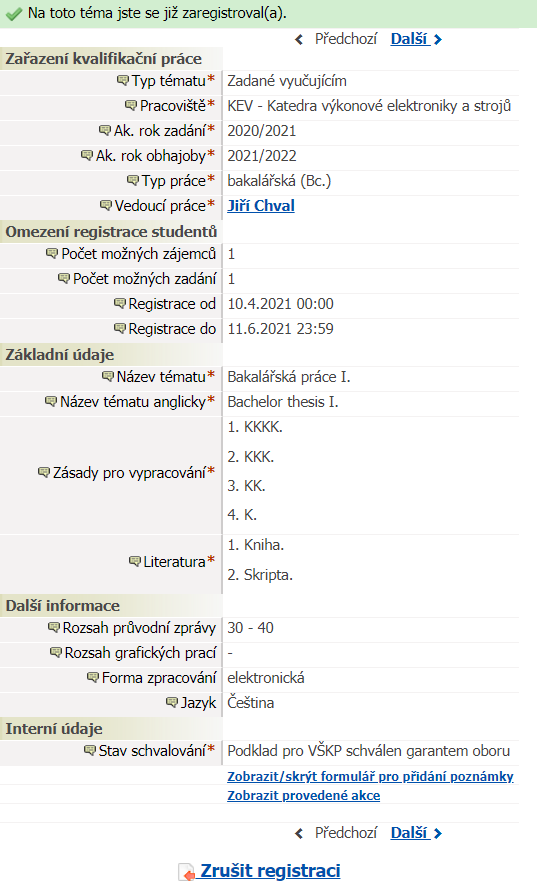 Na toto téma jste se již zaregistroval(a).
Předchozí Další
Zařazení kvalifikační práce
Typ tématu* Zadané vyučujícím
Pracoviště* KEV - Katedra výkonové elektroniky a strojů
Ak. rok zadání* 2020/2021
Ak. rok obhajoby* 2021/2022
Typ práce* bakalářská (Bc.)
Vedoucí práce* Jiří Chval
Omezení registrace studentů
Počet možných zájemců 1
Počet možných zadání 1
Registrace od 10.4.2021 00:00
Registrace do 11.6.2021 23:59
Základní údaje
Název tématu* Bakalářská práce I.
Název tématu anglicky* Bachelor thesis I.
Zásady pro vypracování*
1. KKKK.
2. KKK.
3. KK.
4. K.
Literatura*
1. Kniha.
2. Skripta.
Další informace
Rozsah průvodní zprávy 30 - 40
Rozsah grafických prací -
Forma zpracování elektronická
Jazyk Čeština
Interní údaje
Stav schvalování* Podklad pro VŠKP schválen garantem oboru
Zobrazit/skrýt formulář pro přidání poznámky
Zobrazit provedené akce
Předchozí Další
Zrušit registraci